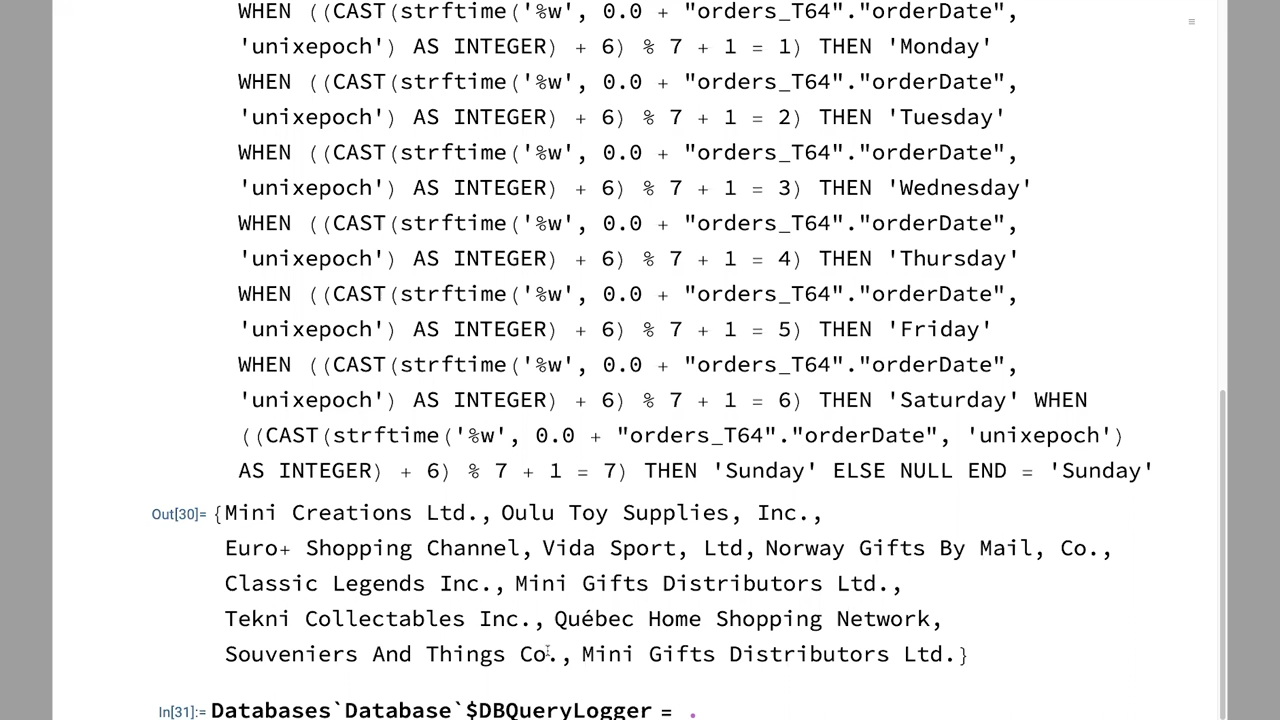 WHEN ((CAST(strftime('%w', 0.0 + "orders_T64"."orderDate",
'unixepoch') AS INTEGER) + 6) % 7 + 1 = 1) THEN 'Monday'
WHEN ((CAST(strftime('%w', 0.0 + "orders_T64"."orderDate",
'unixepoch') AS INTEGER) + 6) % 7 + 1 = 2) THEN 'Tuesday'
WHEN ((CAST(strftime('%w', 0.0 + "orders_T64"."orderDate",
'unixepoch') AS INTEGER) + 6) % 7 + 1 = 3) THEN 'Wednesday'
WHEN ((CAST(strftime('%w', 0.0 + "orders_T64"."orderDate",
'unixepoch') AS INTEGER) + 6) % 7 + 1 = 4) THEN 'Thursday'
WHEN ((CAST(strftime('%w', 0.0 + "orders_T64"."orderDate",
'unixepoch') AS INTEGER) + 6) % 7 + 1 = 5) THEN 'Friday'
WHEN ((CAST(strftime('%w', 0.0 + "orders_T64"."orderDate",
'unixepoch') AS INTEGER) + 6) % 7 + 1 = 6) THEN 'Saturday' WHEN
((CAST(strftime('%w', 0.0 + "orders_T64"."orderDate", 'unixepoch')
AS INTEGER) + 6) % 7 + 1 = 7) THEN 'Sunday' ELSE NULL END = 'Sunday'
Out[30]= {Mini Creations Ltd., Oulu Toy Supplies, Inc.,
Euro+ Shopping Channel, Vida Sport, Ltd, Norway Gifts By Mail, Co.,
Classic Legends Inc., Mini Gifts Distributors Ltd.,
Tekni Collectables Inc., Québec Home Shopping Network,
Souveniers And Things Co., Mini Gifts Distributors Ltd.}
In[31]:= Databases`Database`$DBQueryLogger = .